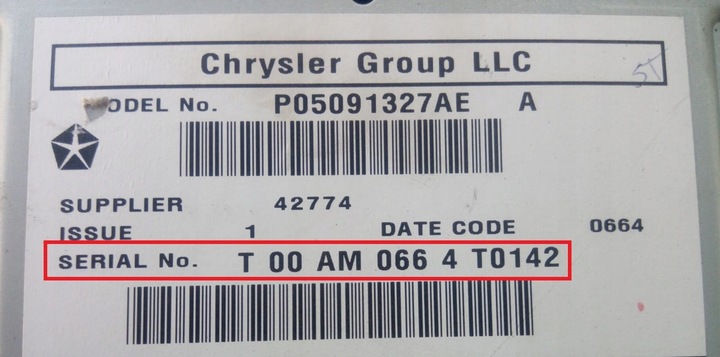 Chrysler Group LLC
ODEL No. P05091327AE A
SUPPLIER 42774
ISSUE 1 DATE CODE 0664
SERIAL No. T 00 AM 066 4 T0142